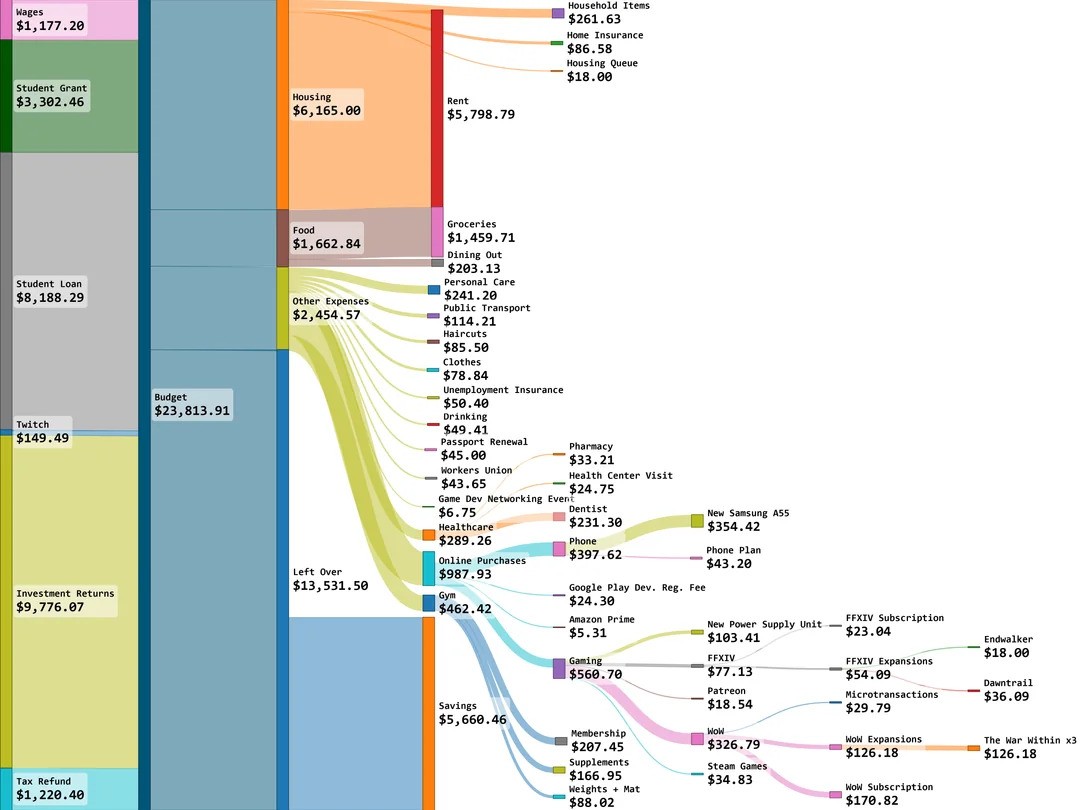 Wages
$1,177.20
Student Grant
$3,302.46
Student Loan
$8,188.29
Twitch
$149.49
Investment Returns
$9,776.07
Tax Refund
$1,220.40
Budget
$23,813.91
Housing
$6,165.00
Food
$1,662.84
Other Expenses
$2,454.57
Left Over
$13,531.50
Rent
$5,798.79
Groceries
$1,459.71
Dining Out
$203.13
Personal Care
$241.20
Public Transport
$114.21
Haircuts
$85.50
Clothes
$78.84
Unemployment Insurance
$50.40
Drinking
$49.41
Passport Renewal
$45.00
Workers Union
$43.65
Game Dev Networking Event
$6.75
Healthcare
$289.26
Online Purchases
$987.93
Gym
$462.42
Savings
$5,660.46
Household Items
$261.63
Home Insurance
$86.58
Housing Queue
$18.00
Pharmacy
$33.21
Health Center Visit
$24.75
Dentist
$231.30
Phone
$397.62
Google Play Dev. Reg. Fee
$24.30
Amazon Prime
$5.31
Gaming
$560.70
Membership
$207.45
Supplements
$166.95
Weights + Mat
$88.02
New Samsung A55
$354.42
Phone Plan
$43.20
New Power Supply Unit
$103.41
FFXIV
$77.13
Patreon
$18.54
WoW
$326.79
Steam Games
$34.83
FFXIV Subscription
$23.04
FFXIV Expansions
$54.09
Microtransactions
$29.79
WoW Expansions
$126.18
WoW Subscription
$170.82
Endwalker
$18.00
Dawntrail
$36.09
The War Within x3
$126.18